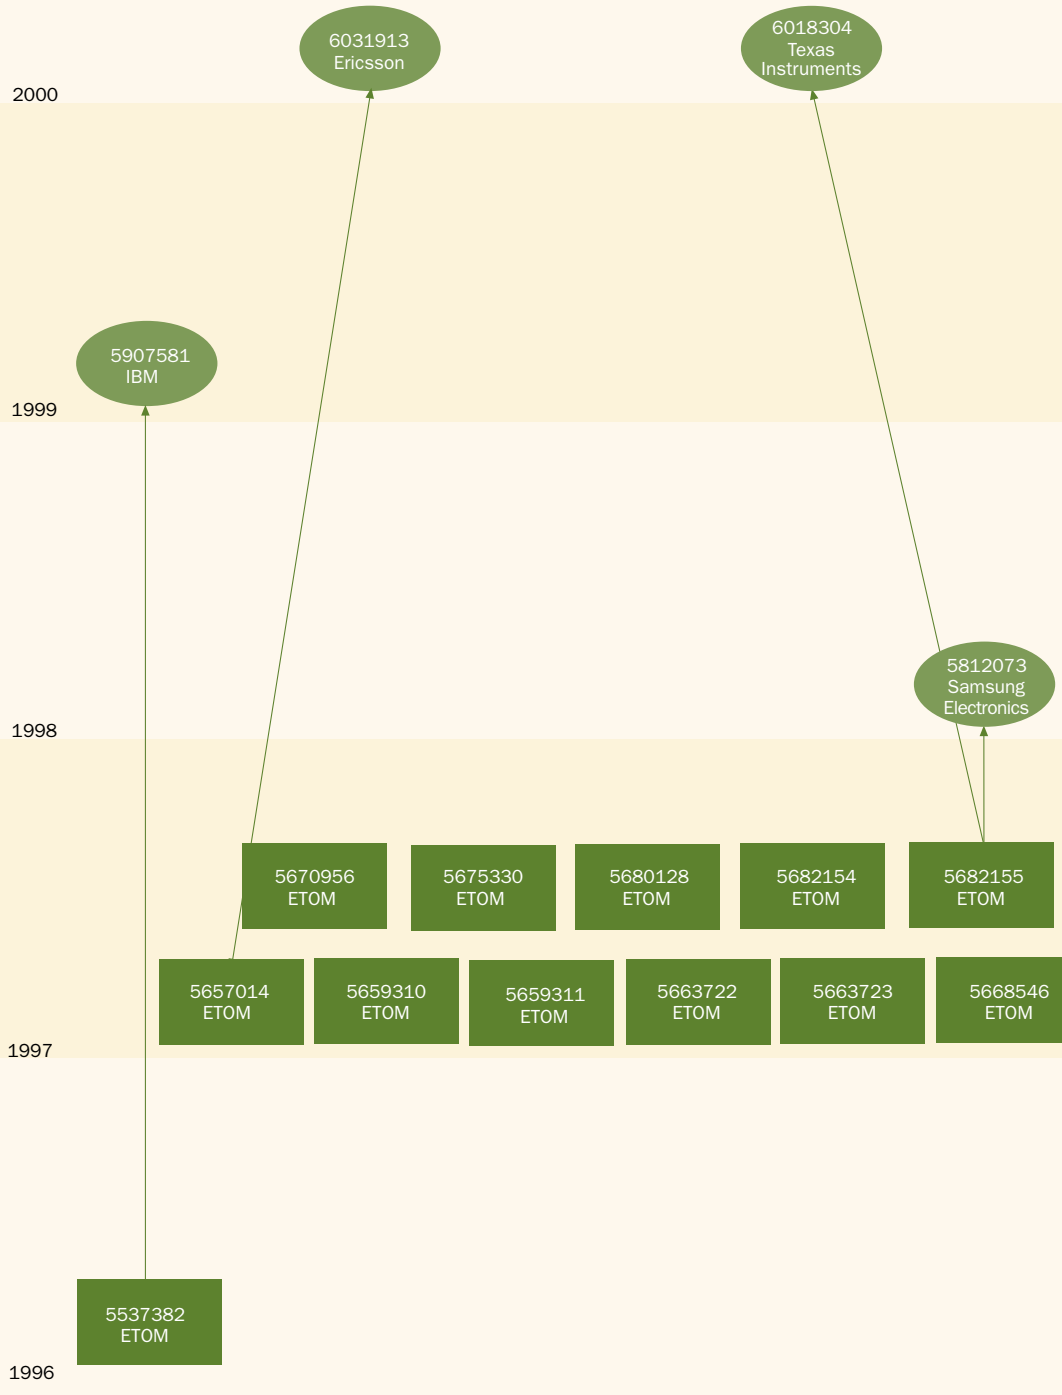 6031913
Ericsson
6018304
Texas
Instruments
2000
5907581
IBM
1999
5812073
Samsung
Electronics
1998
5670956
ETOM
5675330
ETOM
5680128
ETOM
5682154
ETOM
5682155
ETOM
5657014
ETOM
5659310
ETOM
5659311
ETOM
5663722
ETOM
5663723
ETOM
5668546
ETOM
1997
5537382
ETOM
1996